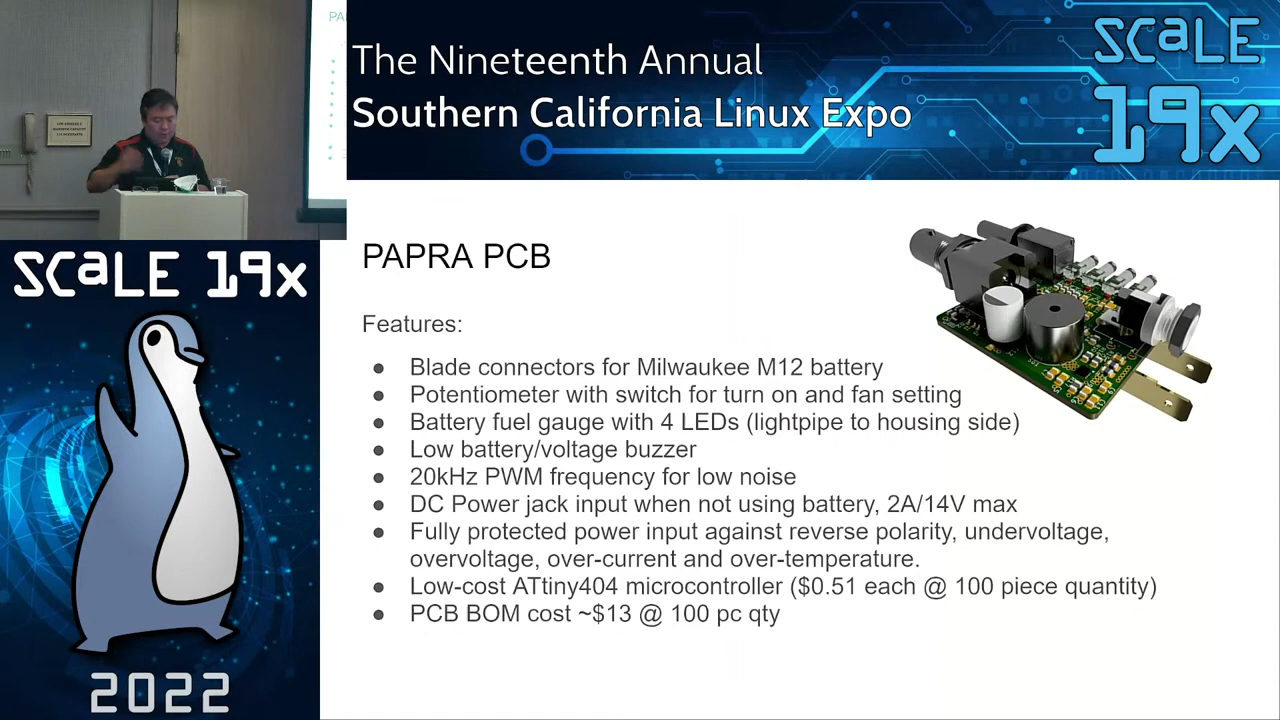 The Nineteenth Annual
Southern California Linux Expo
SCaLE
19x
PA
SCaLE 19x
2022
PAPRA PCB
Features:
● Blade connectors for Milwaukee M12 battery
● Potentiometer with switch for turn on and fan setting
● Battery fuel gauge with 4 LEDs (lightpipe to housing side)
● Low battery/voltage buzzer
● 20kHz PWM frequency for low noise
● DC Power jack input when not using battery, 2A/14V max
● Fully protected power input against reverse polarity, undervoltage,
overvoltage, over-current and over-temperature.
● Low-cost ATtiny404 microcontroller ($0.51 each @ 100 piece quantity)
● PCB BOM cost ~$13 @ 100 pc qty